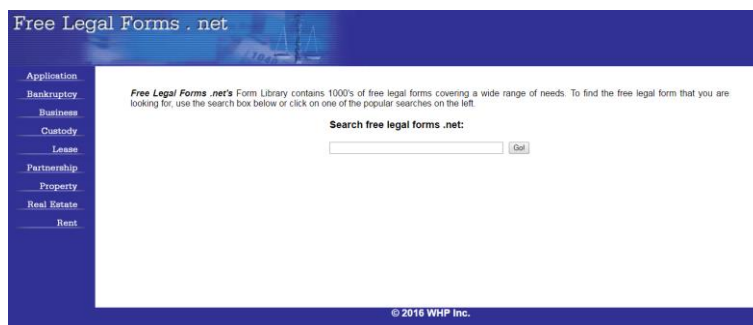 Free Legal Forms . net
Application
Bankruptcy
Business
Custody
Lease
Partnership
Property
Real Estate
Rent
Free Legal Forms .net's Form Library contains 1000's of free legal forms covering a wide range of needs. To find the free legal form that you are
looking for, use the search box below or click on one of the popular searches on the left.
Search free legal forms .net:
Go!
© 2016 WHP Inc.